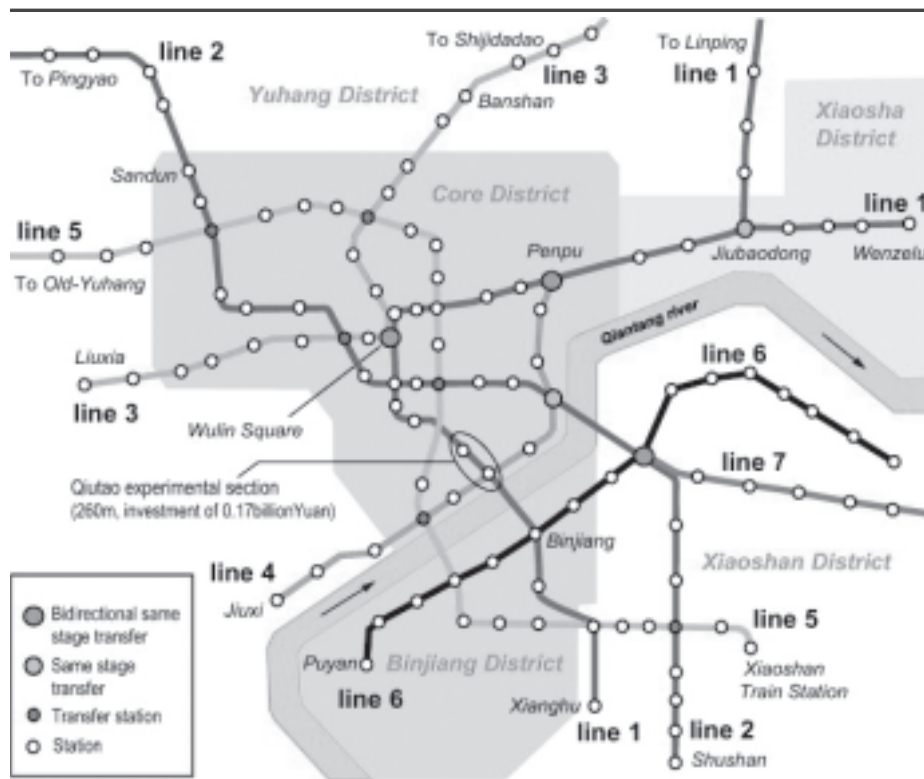 line 2
To Shijidadao
To Linping
To Pingyao
line 3
line 1
Yuhang District
Banshan
Xiaosha
District
Sandun
Core District
line 5
Penpu
line 1
To Old-Yuhang
Jiubaodong
Wenzelu
Qiantang river
Liuxia
line 6
line 3
Wulin Square
line 7
Qiutao experimental section
(260m, investment of 0.17billionYuan)
Binjiang
line 4
Xiaoshan District
Jiuxi
line 5
Bidirectional same
stage transfer
Same stage
transfer
Transfer station
Station
Puyan
Binjiang District
Xiaoshan
Train Station
line 6
Xianghu
line 1
line 2
Shushan